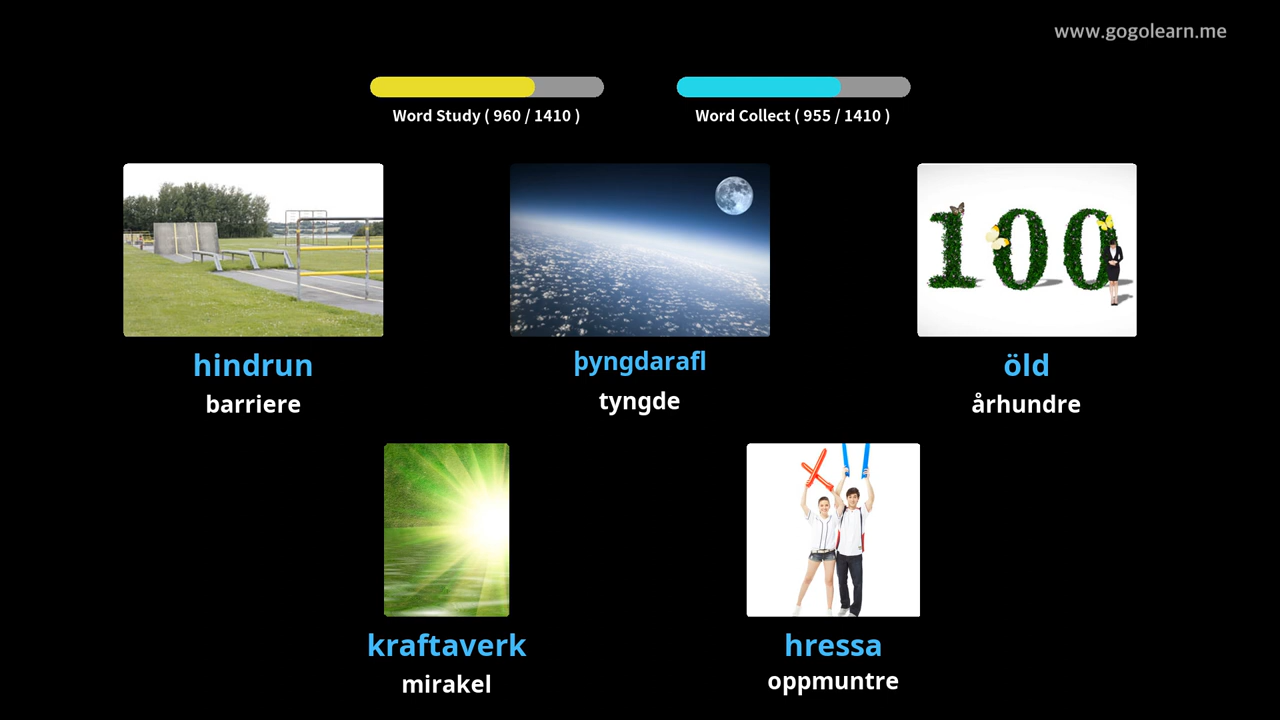 www.gogolearn.me
Word Study ( 960 / 1410 )
Word Collect ( 955 / 1410 )
100
hindrun
barriere
þyngdarafl
tyngde
öld
århundre
kraftaverk
mirakel
hressa
oppmuntre